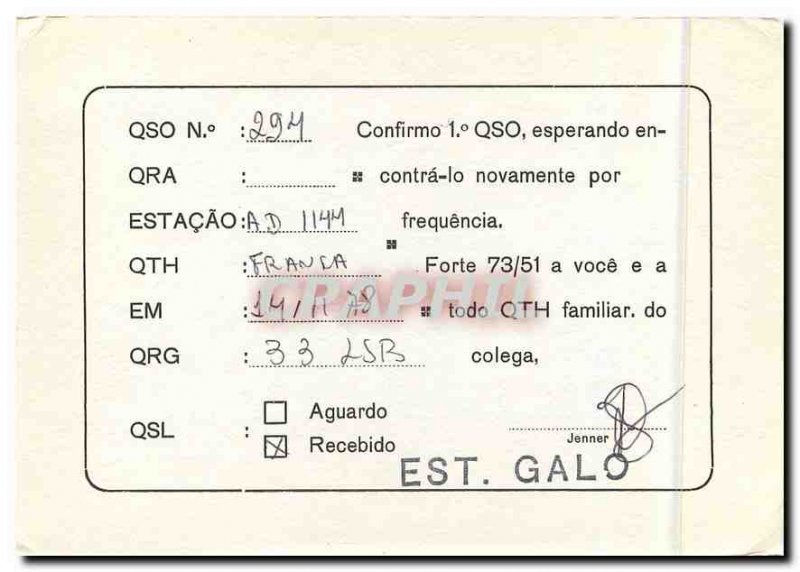 QSO N.º : 294 Confirmo 1.º QSO, esperando en-
QRA : contrá-lo novamente por
ESTAÇÃO: AD 1144 frequência.
QTH : FRANCA Forte 73/51 a você e a
EM : 14/11 78 todo QTH familiar. do
QRG : 33 LSB colega,
QSL : Aguardo
Recebido
Jenner
EST. GALO